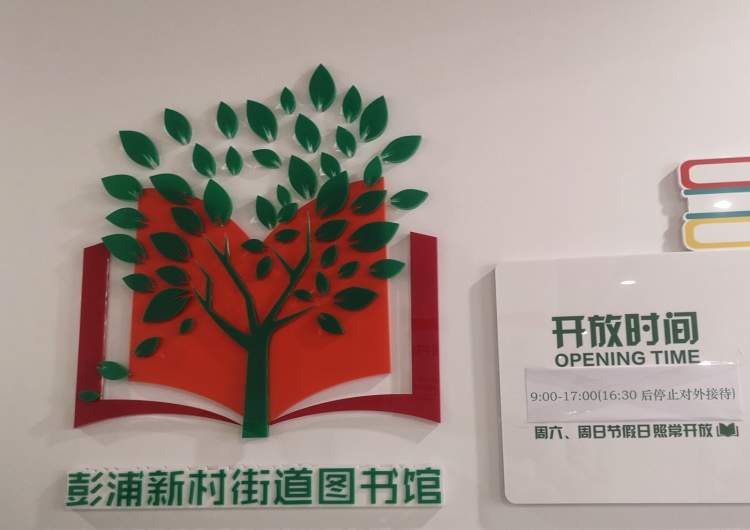 彭浦新村街道图书馆
开放时间
OPENING TIME
9:00-17:00(16:30 后停止对外接待)
周六、周日节假日照常开放